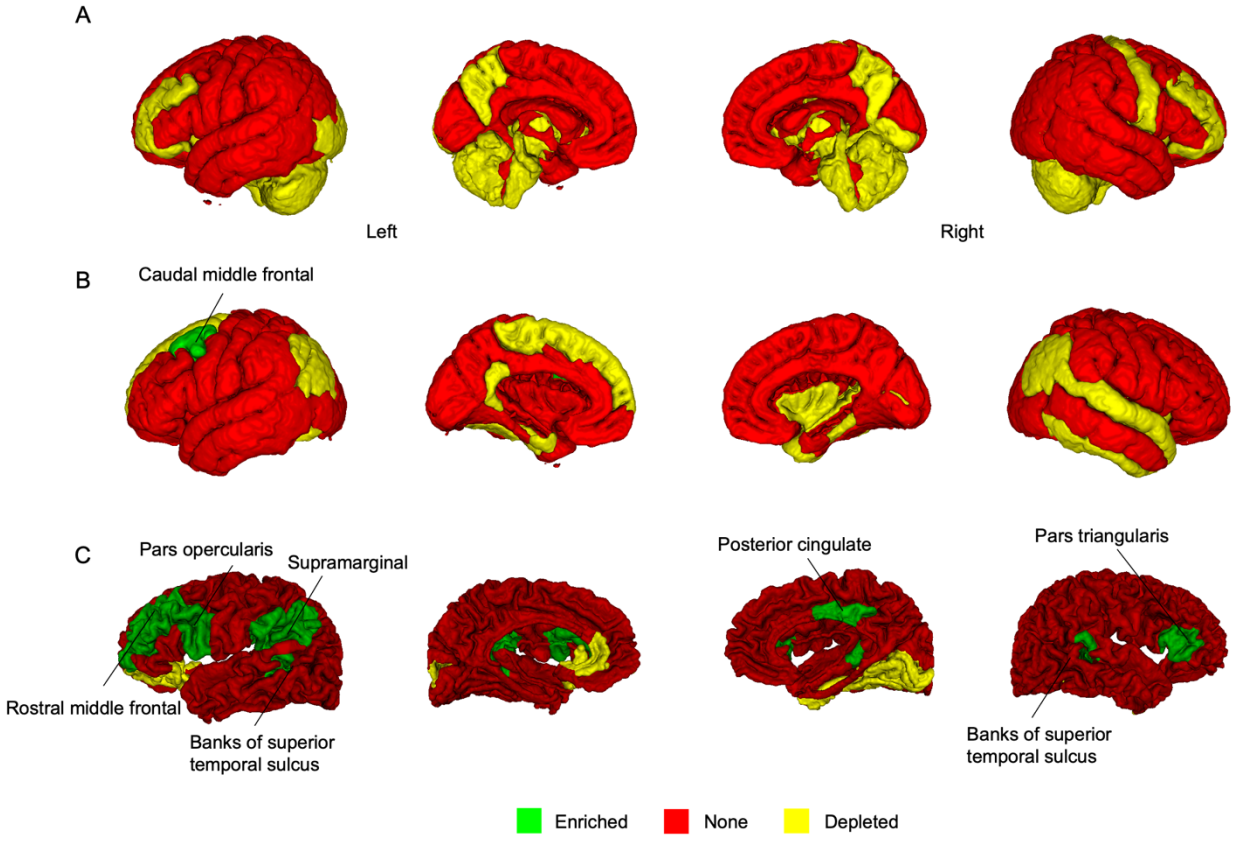 A
Left
Right
B
Caudal middle frontal
C
Pars opercularis
Supramarginal
Posterior cingulate
Pars triangularis
Rostral middle frontal
Banks of superior
temporal sulcus
Banks of superior
temporal sulcus
Enriched
None
Depleted